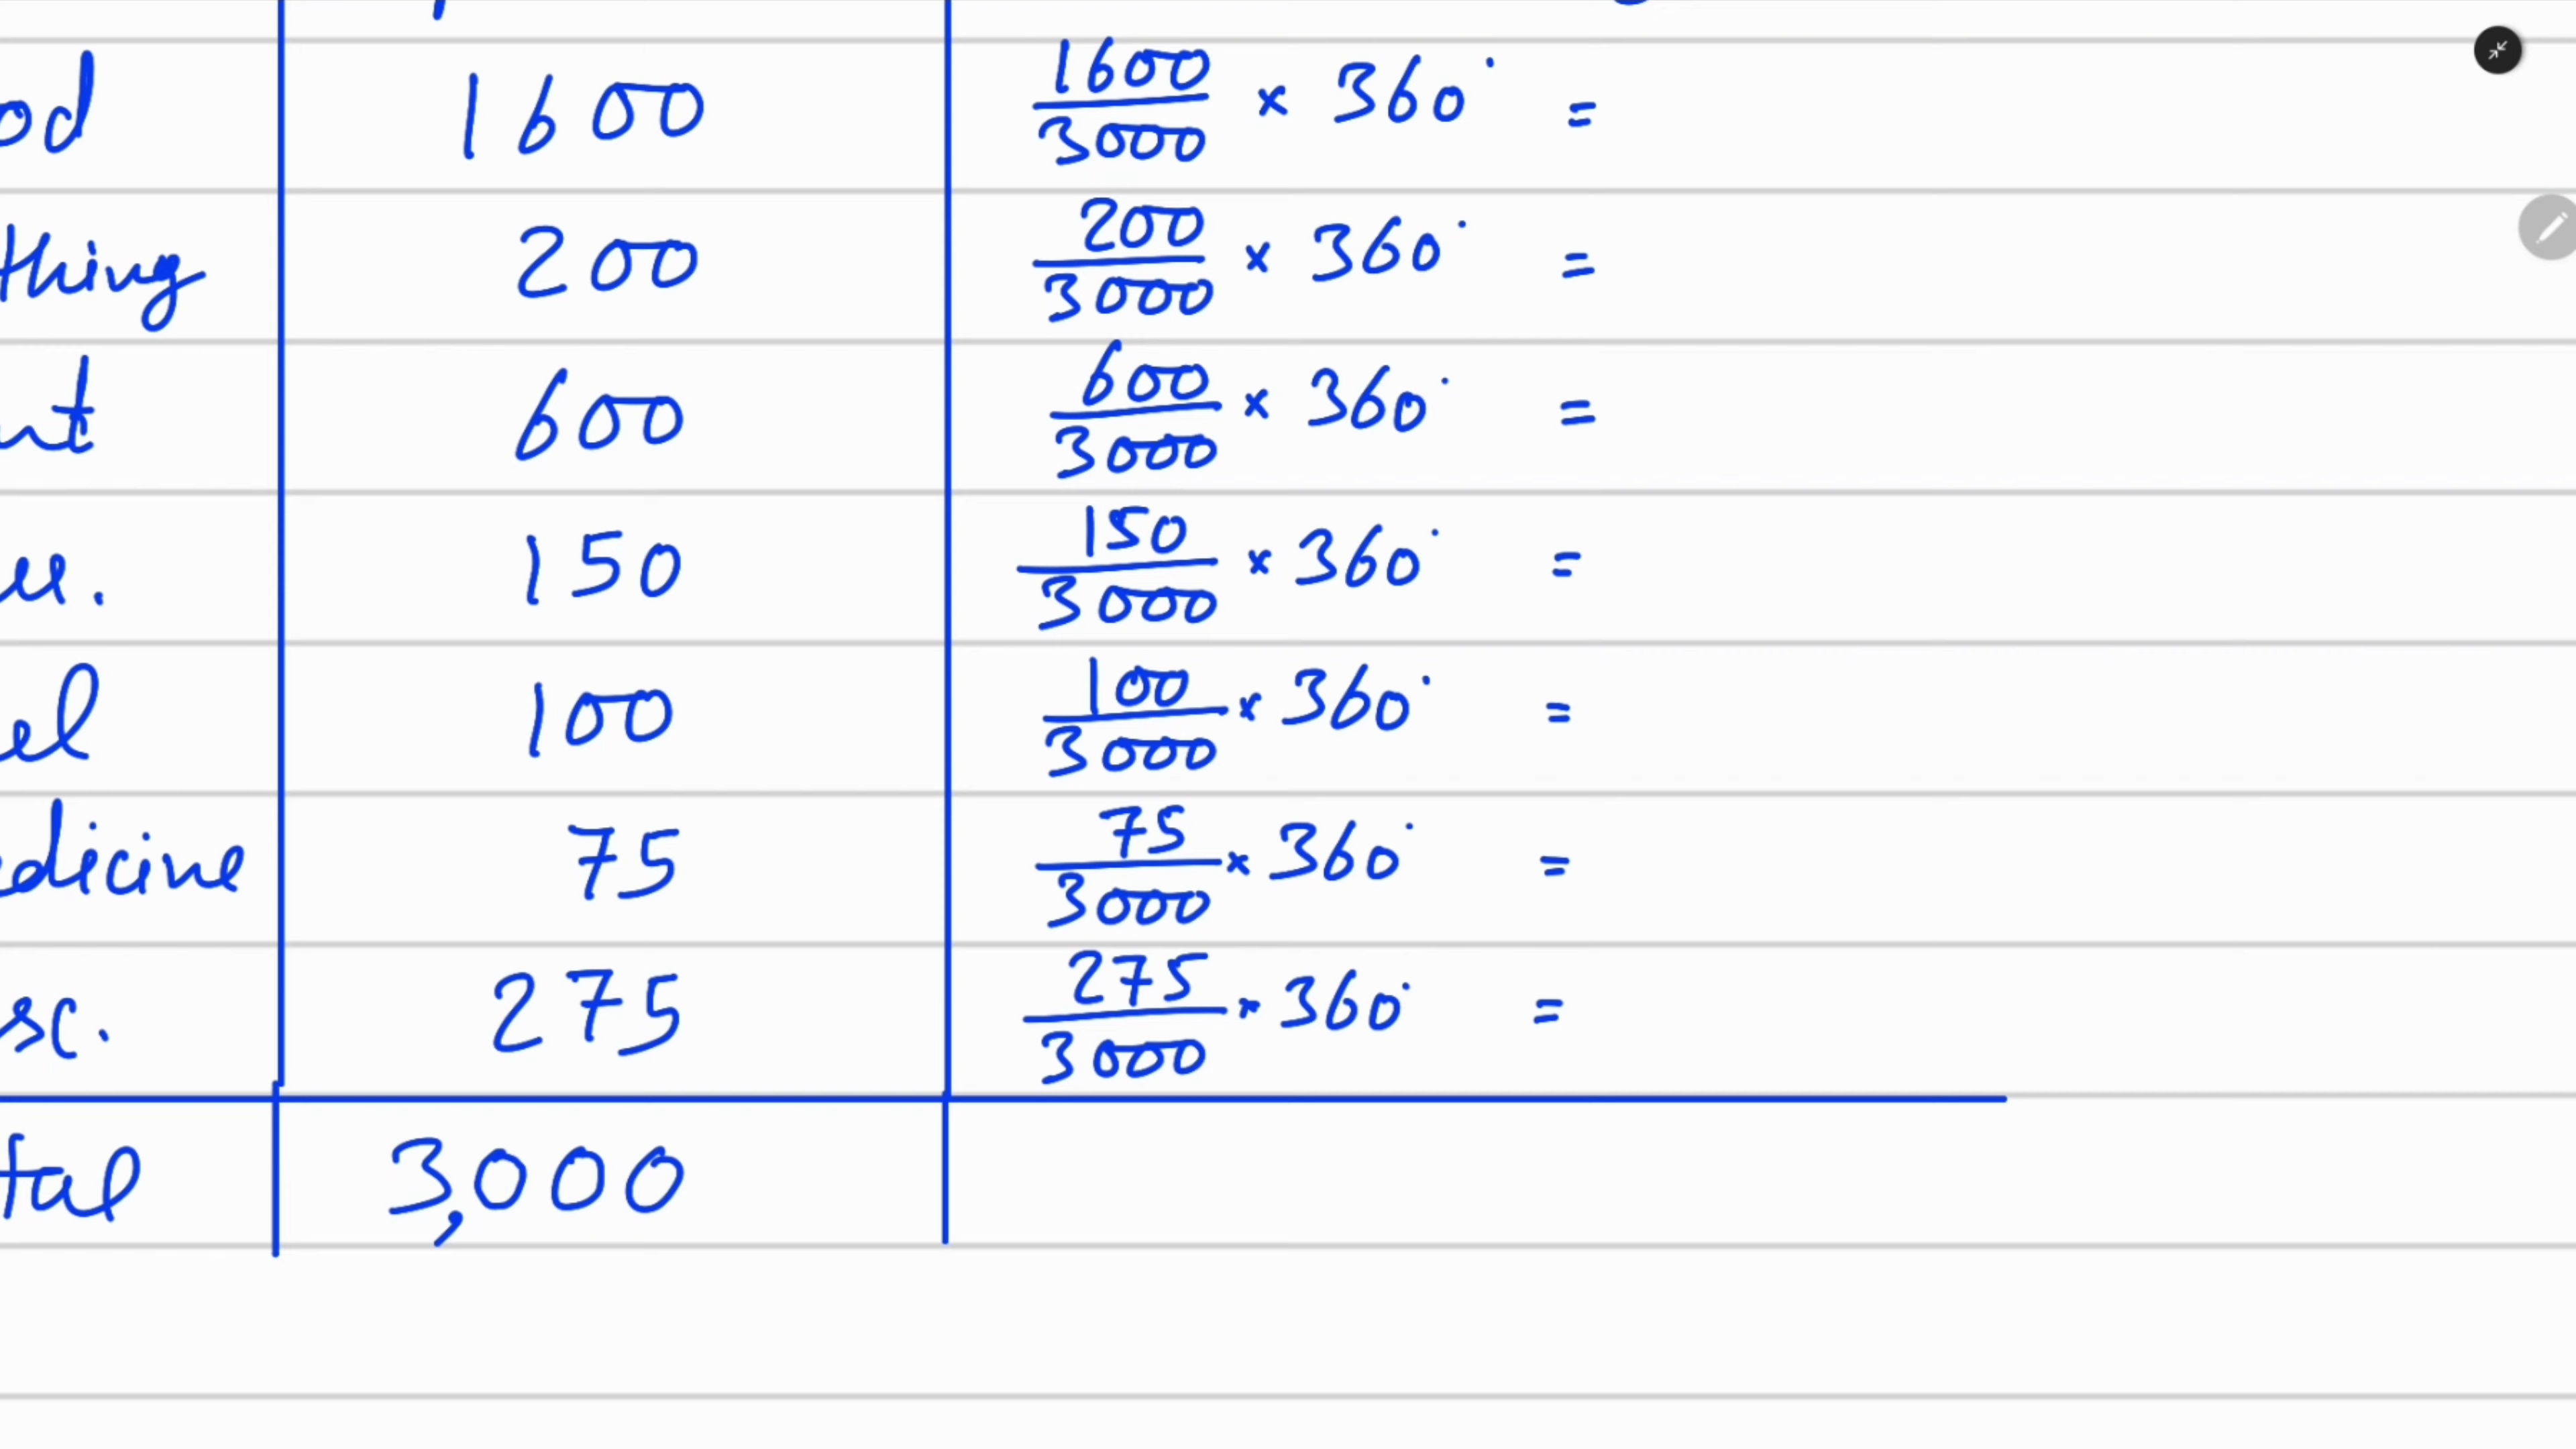 od 1600 1600/3000 × 360° =
thing 200 200/3000 × 360° =
nt 600 600/3000 × 360° =
u. 150 150/3000 × 360° =
el 100 100/3000 × 360° =
edicine 75 75/3000 × 360° =
sc. 275 275/3000 × 360° =
tal 3,000